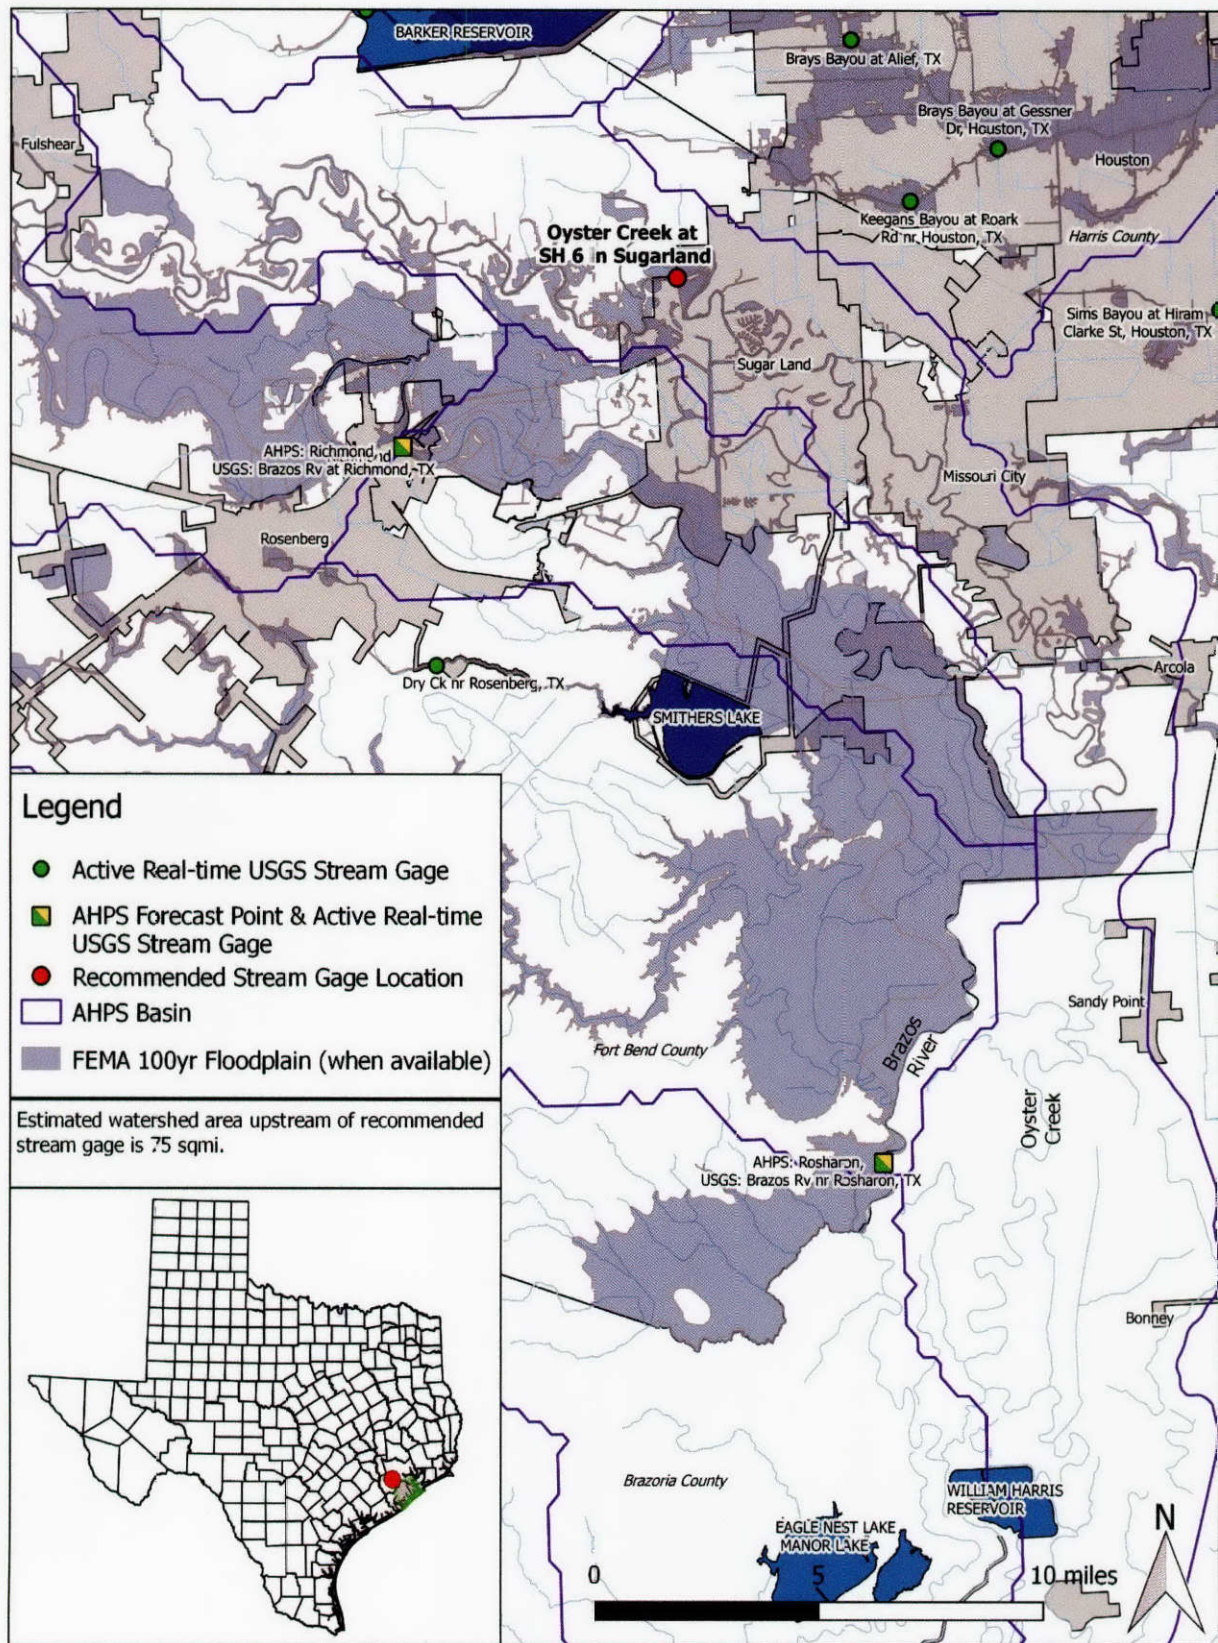 BARKER RESERVOIR
Brays Bayou at Alief, TX
Brays Bayou at Gessner
Dr, Houston, TX
Fulshear
Houston
Keegans Bayou at Roark
Rd nr Houston, TX
Harris County
Oyster Creek at
SH 6 in Sugarland
Sims Bayou at Hiram
Clarke St, Houston, TX
Sugar Land
AHPS: Richmond,
USGS: Brazos Rv at Richmond, TX
Missouri City
Rosenberg
Arcola
Dry Ck nr Rosenberg, TX
SMITHERS LAKE
Legend
Active Real-time USGS Stream Gage
AHPS Forecast Point & Active Real-time
USGS Stream Gage
Recommended Stream Gage Location
AHPS Basin
FEMA 100yr Floodplain (when available)
Sandy Point
Fort Bend County
Brazos
River
Oyster
Creek
Estimated watershed area upstream of recommended
stream gage is 75 sqmi.
AHPS: Rosharon,
USGS: Brazos Rv nr Rosharon, TX
Bonney
Brazoria County
WILLIAM HARRIS
RESERVOIR
EAGLE NEST LAKE
MANOR LAKE
N
0 5 10 miles